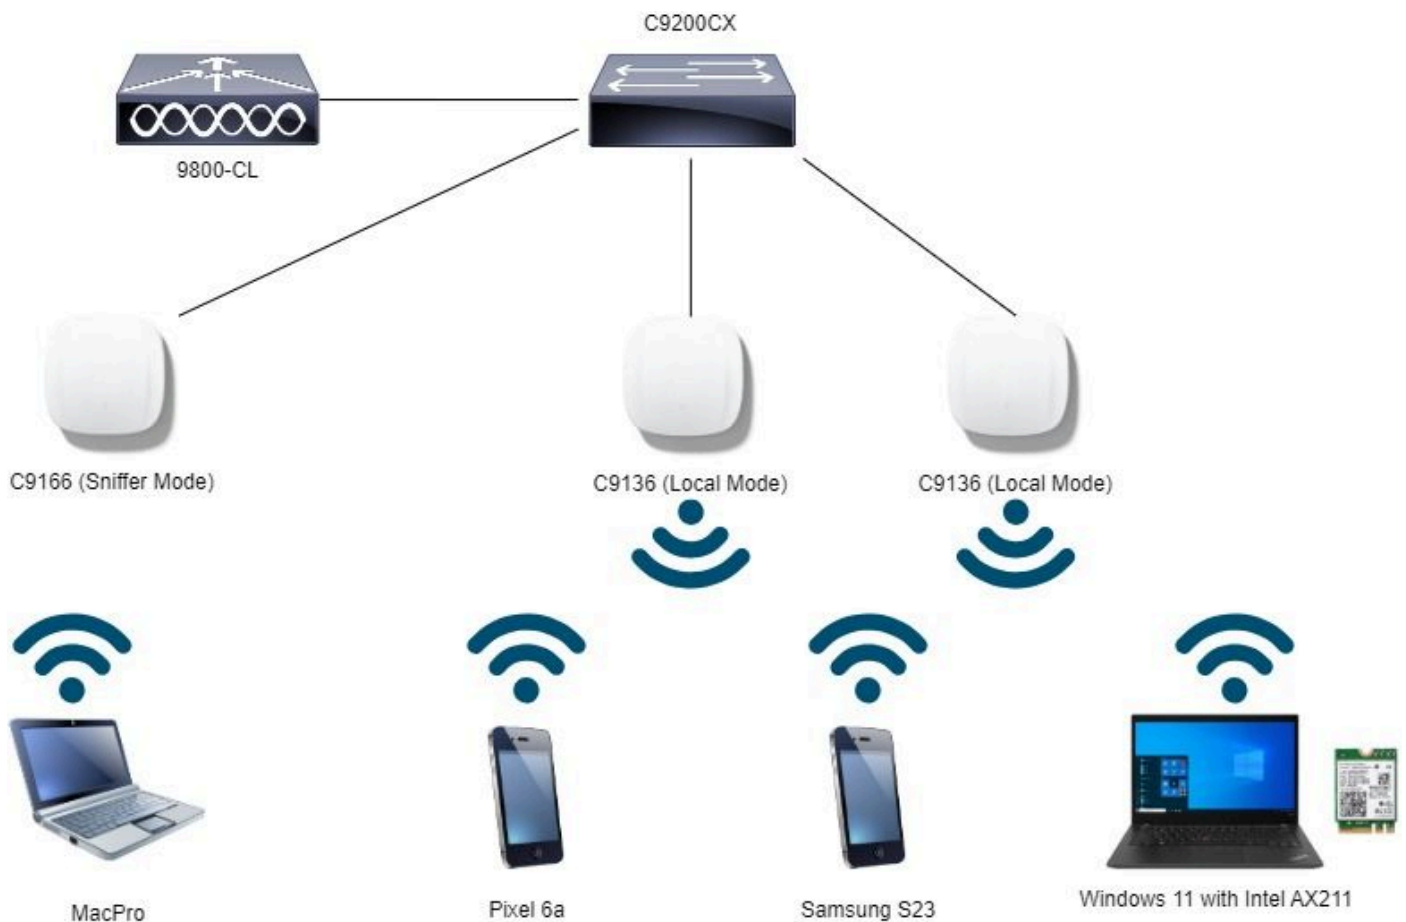 C9200CX
9800-CL
C9166 (Sniffer Mode)
C9136 (Local Mode)
C9136 (Local Mode)
MacPro
Pixel 6a
Samsung S23
Windows 11 with Intel AX211